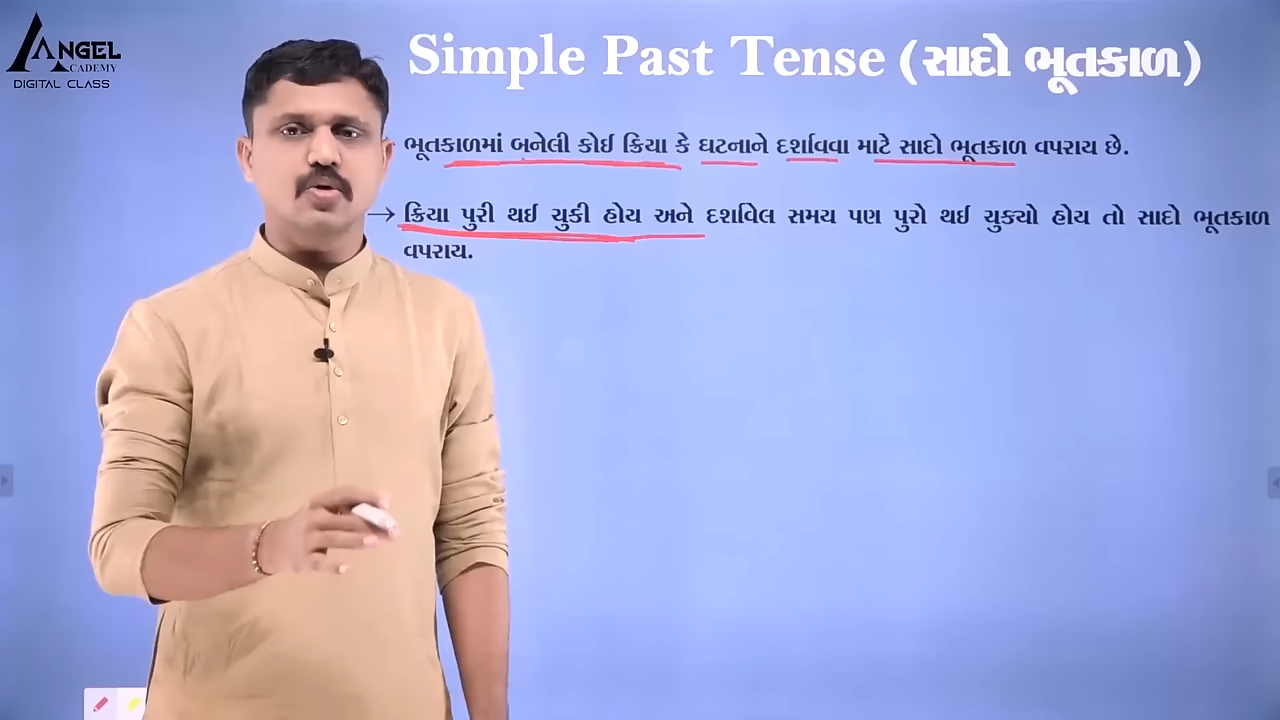 ANGEL
ACADEMY
DIGITAL CLASS
Simple Past Tense (સાદો ભૂતકાળ)
ભૂતકાળમાં બનેલી કોઈ ક્રિયા કે ઘટનાને દર્શાવવા માટે સાદો ભૂતકાળ વપરાય છે.
→ ક્રિયા પુરી થઈ ચુકી હોય અને દર્શાવેલ સમય પણ પુરો થઈ ચુક્યો હોય તો સાદો ભૂતકાળ
વપરાય.